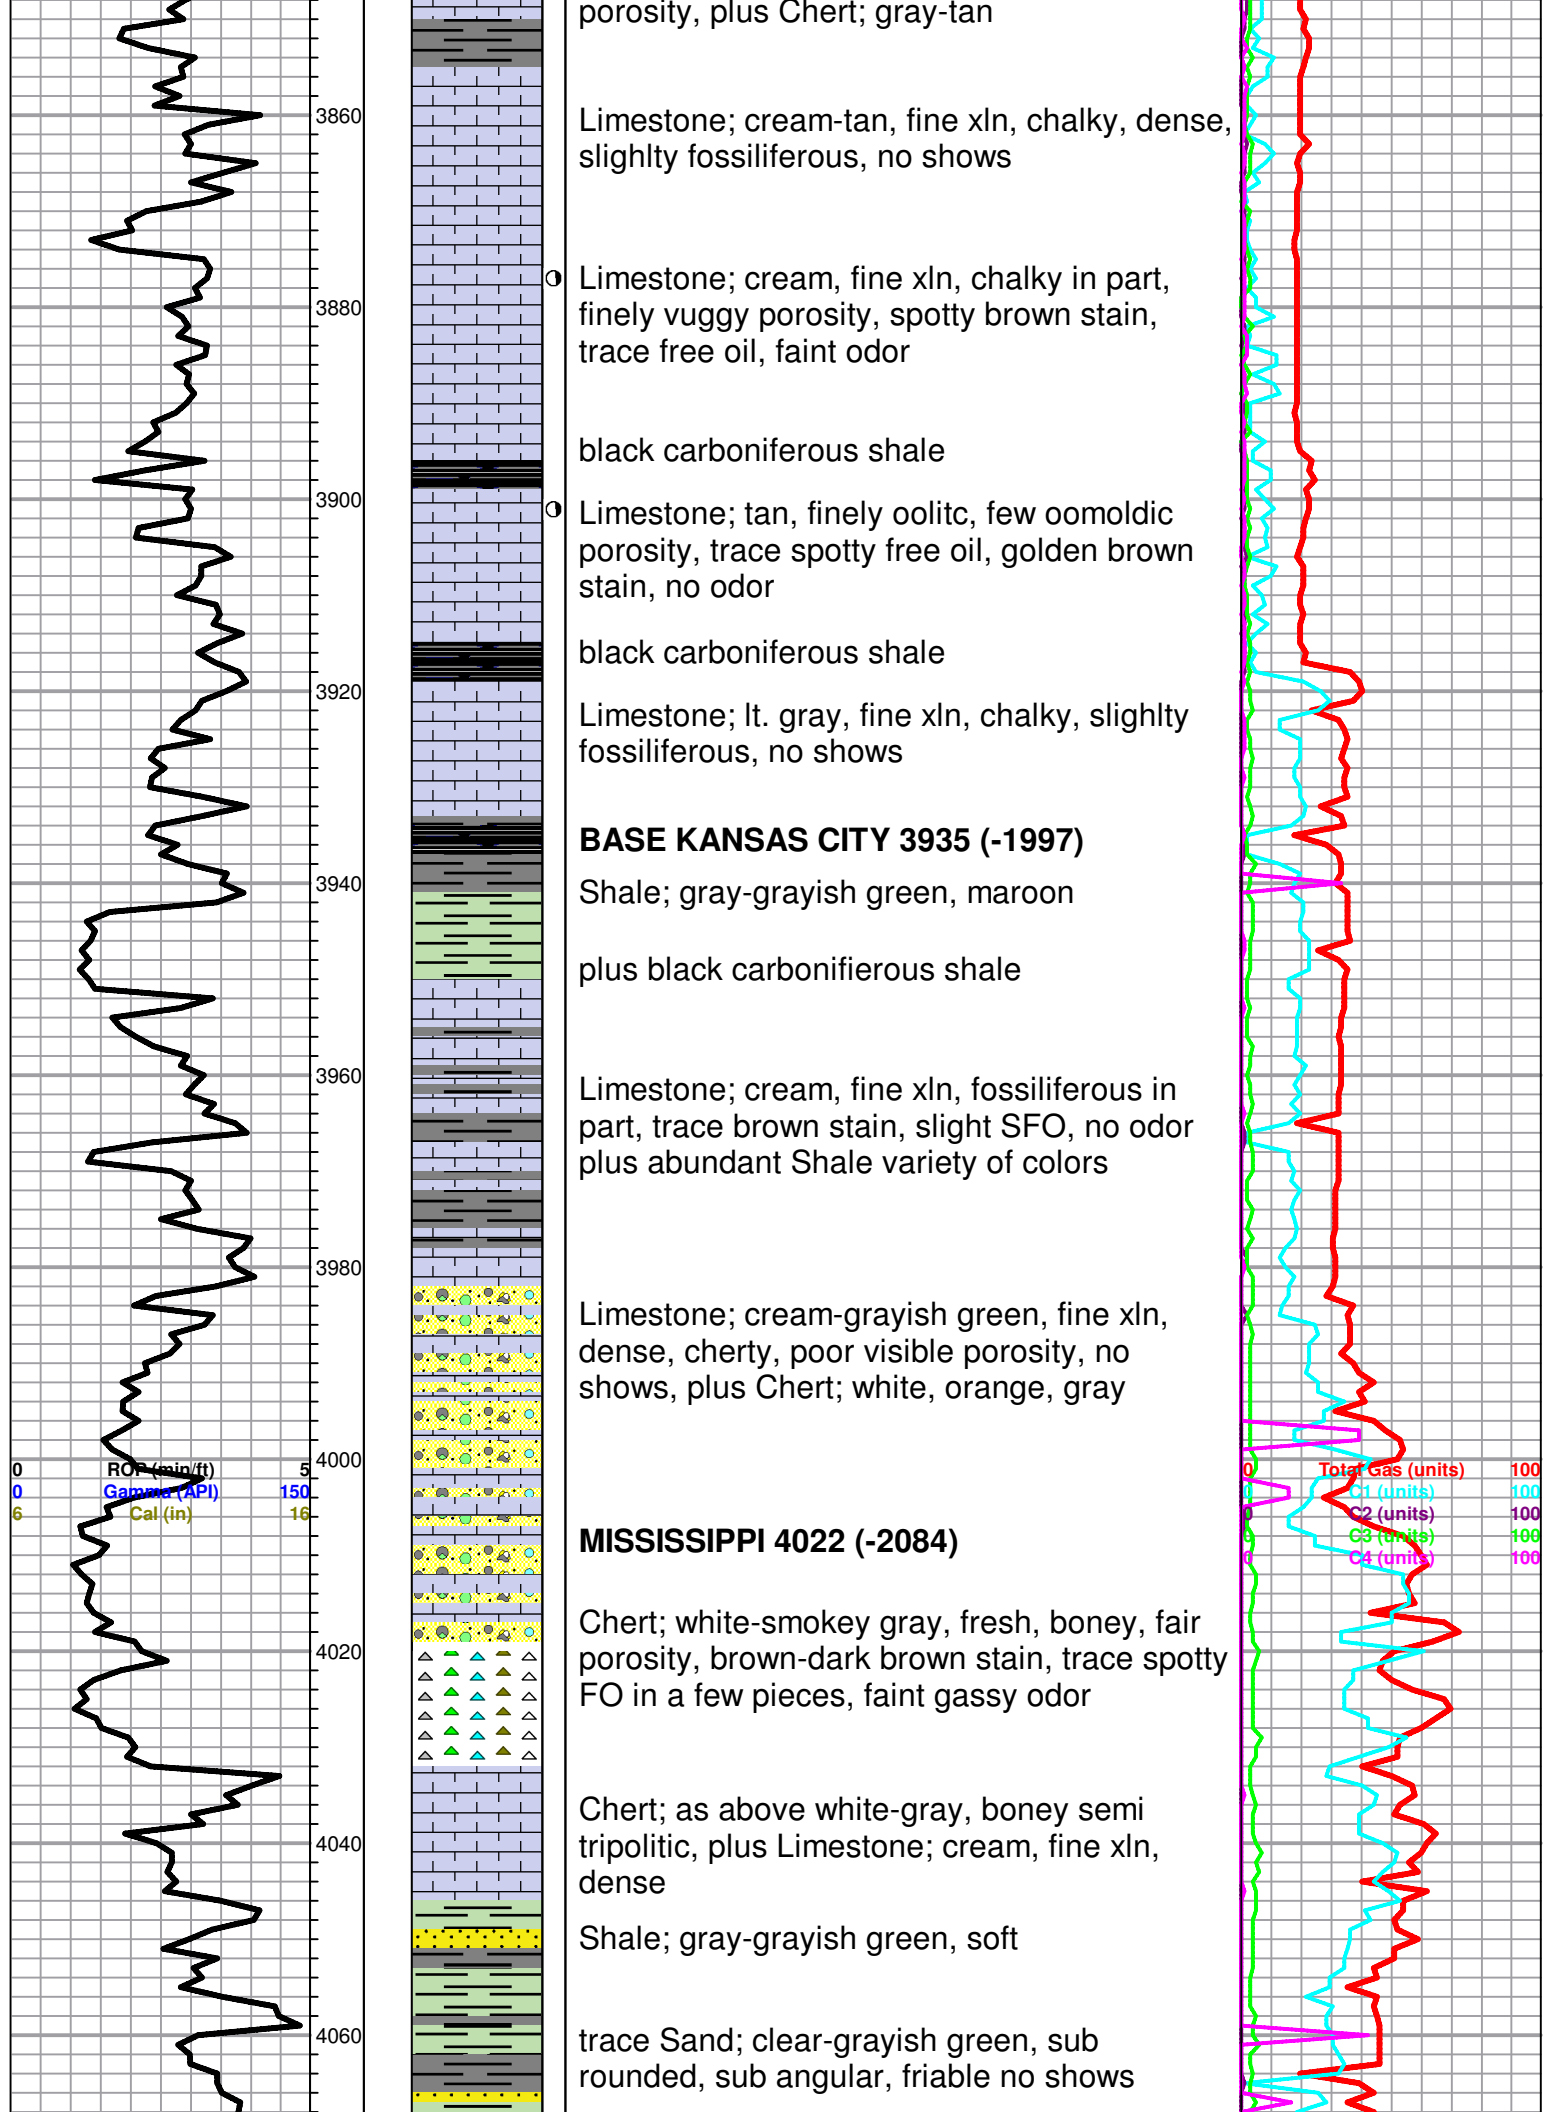 porosity, plus Chert; gray-tan
3860
Limestone; cream-tan, fine xln, chalky, dense,
slighlty fossiliferous, no shows
3880
Limestone; cream, fine xln, chalky in part,
finely vuggy porosity, spotty brown stain,
trace free oil, faint odor
black carboniferous shale
3900
Limestone; tan, finely oolitc, few oomoldic
porosity, trace spotty free oil, golden brown
stain, no odor
black carboniferous shale
3920
Limestone; lt. gray, fine xln, chalky, slighlty
fossiliferous, no shows
BASE KANSAS CITY 3935 (-1997)
3940
Shale; gray-grayish green, maroon
plus black carbonifierous shale
3960
Limestone; cream, fine xln, fossiliferous in
part, trace brown stain, slight SFO, no odor
plus abundant Shale variety of colors
3980
Limestone; cream-grayish green, fine xln,
dense, cherty, poor visible porosity, no
shows, plus Chert; white, orange, gray
4000
0 ROP (min/ft) 5
0 Gamma (API) 150
6 Cal (in) 16
0 Total Gas (units) 100
0 C1 (units) 100
0 C2 (units) 100
0 C3 (units) 100
0 C4 (units) 100
MISSISSIPPI 4022 (-2084)
4020
Chert; white-smokey gray, fresh, boney, fair
porosity, brown-dark brown stain, trace spotty
FO in a few pieces, faint gassy odor
4040
Chert; as above white-gray, boney semi
tripolitic, plus Limestone; cream, fine xln,
dense
Shale; gray-grayish green, soft
4060
trace Sand; clear-grayish green, sub
rounded, sub angular, friable no shows